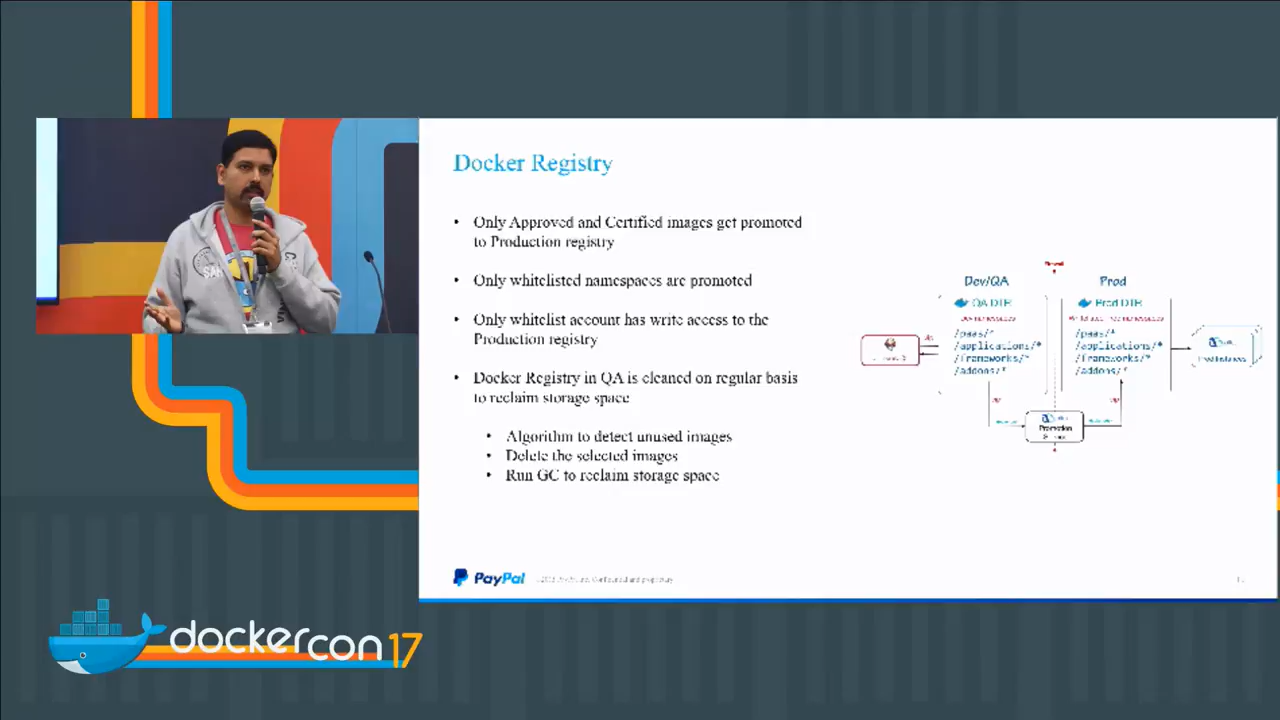 Docker Registry
• Only Approved and Certified images get promoted
to Production registry
• Only whitelisted namespaces are promoted
• Only whitelist account has write access to the
Production registry
• Docker Registry in QA is cleaned on regular basis
to reclaim storage space
• Algorithm to detect unused images
• Delete the selected images
• Run GC to reclaim storage space
Dev/QA
QA DTR
/paas/*
/applications/*
/frameworks/*
/addons/*
Prod
Prod DTR
/paas/*
/applications/*
/frameworks/*
/addons/*
Promotion
PayPal
dockercon 17